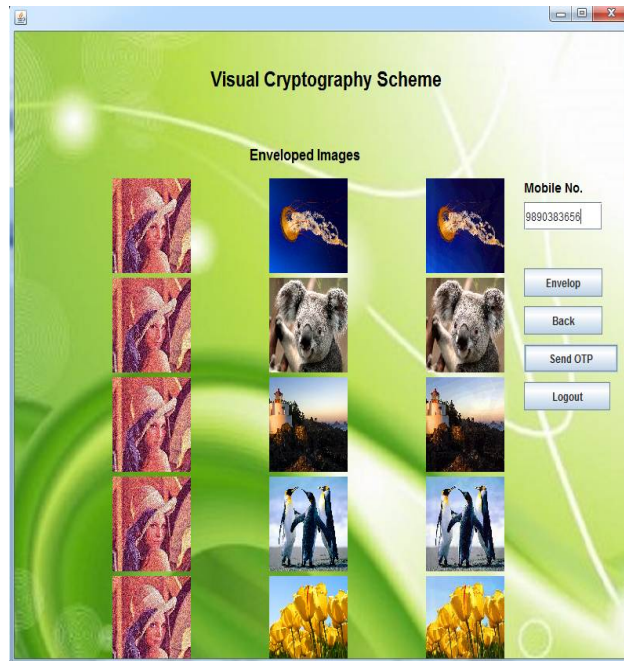 Visual Cryptography Scheme
Enveloped Images
Mobile No.
9890383656
Envelop
Back
Send OTP
Logout